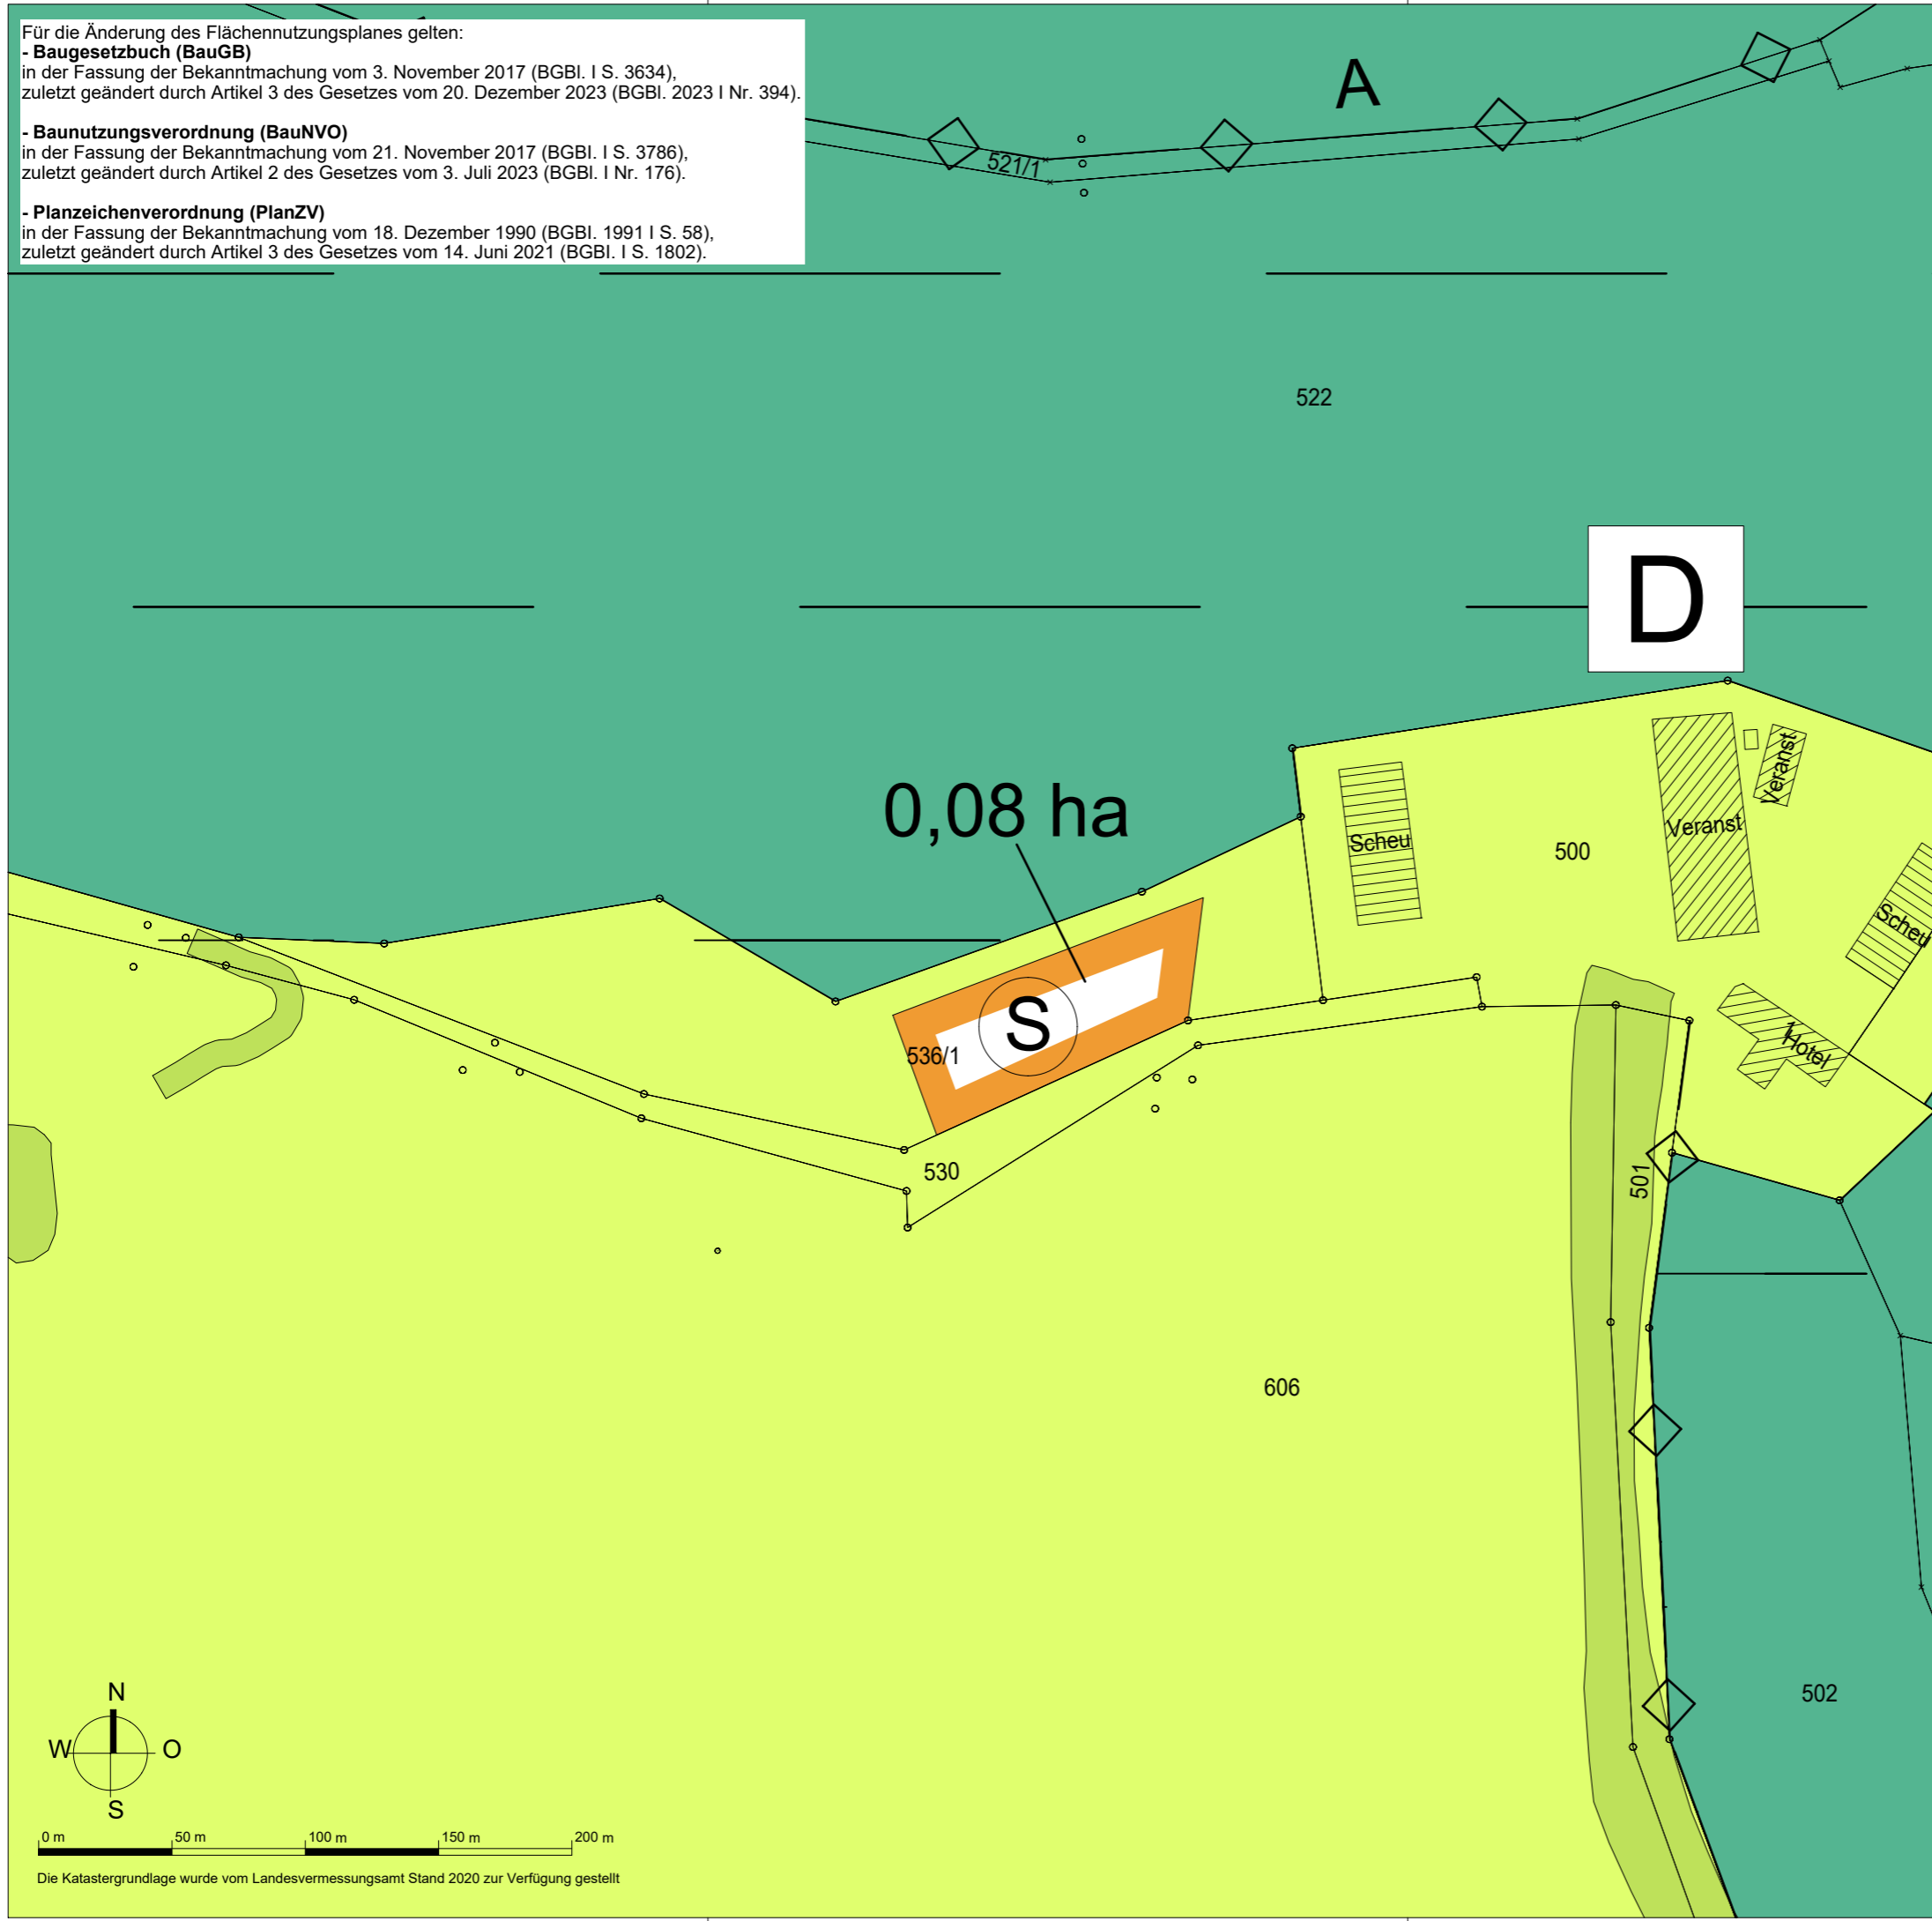 Für die Änderung des Flächennutzungsplanes gelten:
- Baugesetzbuch (BauGB)
in der Fassung der Bekanntmachung vom 3. November 2017 (BGBl. I S. 3634),
zuletzt geändert durch Artikel 3 des Gesetzes vom 20. Dezember 2023 (BGBl. 2023 I Nr. 394).
- Baunutzungsverordnung (BauNVO)
in der Fassung der Bekanntmachung vom 21. November 2017 (BGBl. I S. 3786),
zuletzt geändert durch Artikel 2 des Gesetzes vom 3. Juli 2023 (BGBl. I Nr. 176).
- Planzeichenverordnung (PlanZV)
in der Fassung der Bekanntmachung vom 18. Dezember 1990 (BGBl. 1991 I S. 58),
zuletzt geändert durch Artikel 3 des Gesetzes vom 14. Juni 2021 (BGBl. I S. 1802).
A
521/1
522
D
0,08 ha
Veranst
Veranst
Scheu
500
Scheu
S
536/1
1
Hotel
530
501
606
502
N
W O
S
0 m 50 m 100 m 150 m 200 m
Die Katastergrundlage wurde vom Landesvermessungsamt Stand 2020 zur Verfügung gestellt